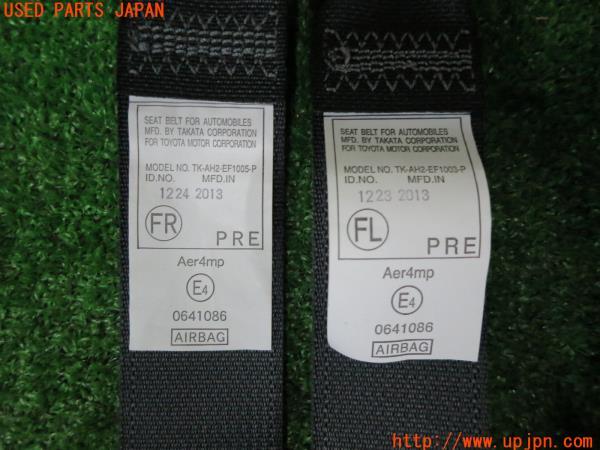 USED PARTS JAPAN
SEAT BELT FOR AUTOMOBILES
MFD. BY TAKATA CORPORATION
FOR TOYOTA MOTOR CORPORATION
MODEL NO. TK-AH2-EF1005-P
ID.NO. MFD.IN
1224 2013
FR
PRE
Aer4mp
E4
0641086
AIRBAG
SEAT BELT FOR AUTOMOBILES
MFD. BY TAKATA CORPORATION
FOR TOYOTA MOTOR CORPORATION
MODEL NO. TK-AH2-EF1003-P
ID.NO. MFD.IN
1223 2013
FL
PRE
Aer4mp
E4
0641086
AIRBAG
http://www.upjpn.com/